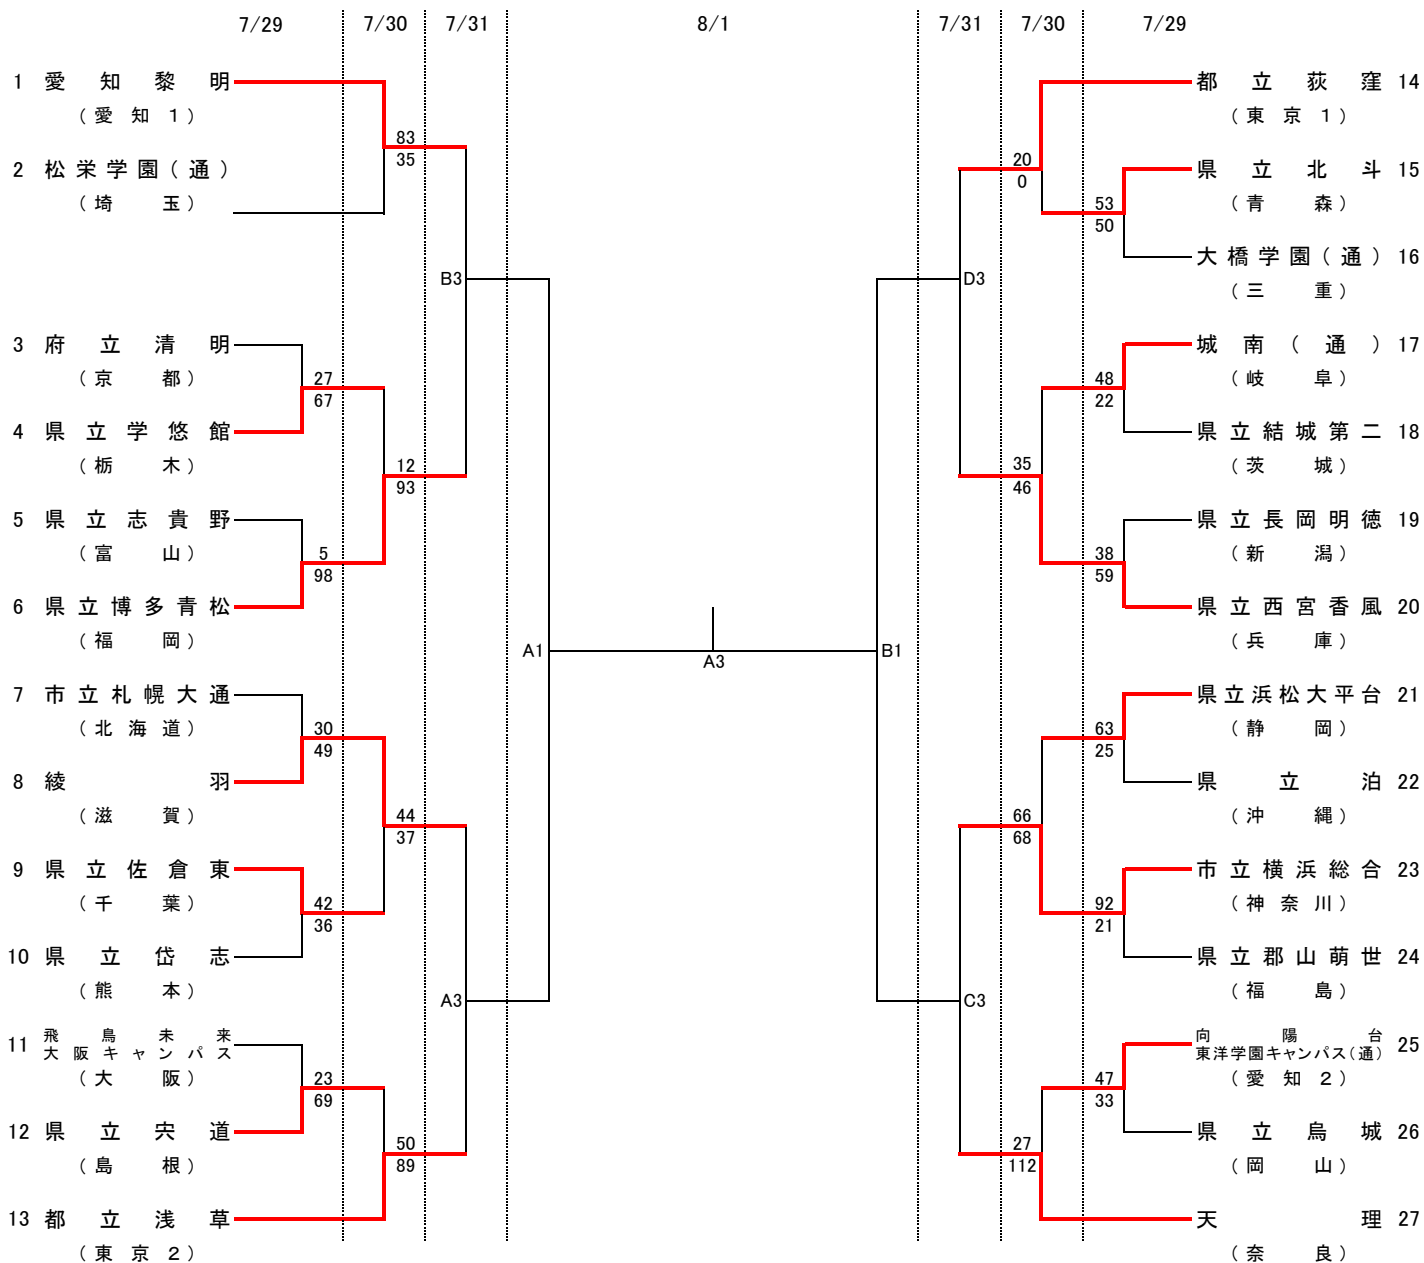 7/29 7/30 7/31 8/1 7/31 7/30 7/29
1 愛知黎明
(愛知1)
83
35
2 松栄学園(通)
(埼玉)
B3
3 府立清明
(京都)
27
67
4 県立学悠館
(栃木)
12
93
5 県立志貴野
(富山)
5
98
6 県立博多青松
(福岡)
A1
7 市立札幌大通
(北海道)
30
49
8 綾羽
(滋賀)
44
37
9 県立佐倉東
(千葉)
42
36
10 県立岱志
(熊本)
A3
11 飛鳥未来
大阪キャンパス
(大阪)
23
69
12 県立宍道
(島根)
50
89
13 都立浅草
(東京2)
A3
都立荻窪 14
(東京1)
20
0
県立北斗 15
(青森)
53
50
大橋学園(通) 16
(三重)
D3
城南(通) 17
(岐阜)
48
22
県立結城第二 18
(茨城)
35
46
県立長岡明徳 19
(新潟)
38
59
県立西宮香風 20
(兵庫)
B1
県立浜松大平台 21
(静岡)
63
25
県立泊 22
(沖縄)
66
68
市立横浜総合 23
(神奈川)
92
21
県立郡山萌世 24
(福島)
C3
向陽台
東洋学園キャンパス(通) 25
(愛知2)
47
33
県立烏城 26
(岡山)
27
112
天理 27
(奈良)